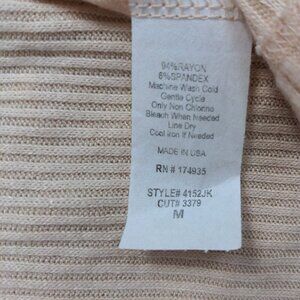 94%RAYON
6%SPANDEX
Machine Wash Cold
Gentle Cycle
Only Non Chlorine
Bleach When Needed
Line Dry
Cool Iron If Needed
MADE IN USA
RN # 174935
STYLE# 4152JK
CUT# 3379
M